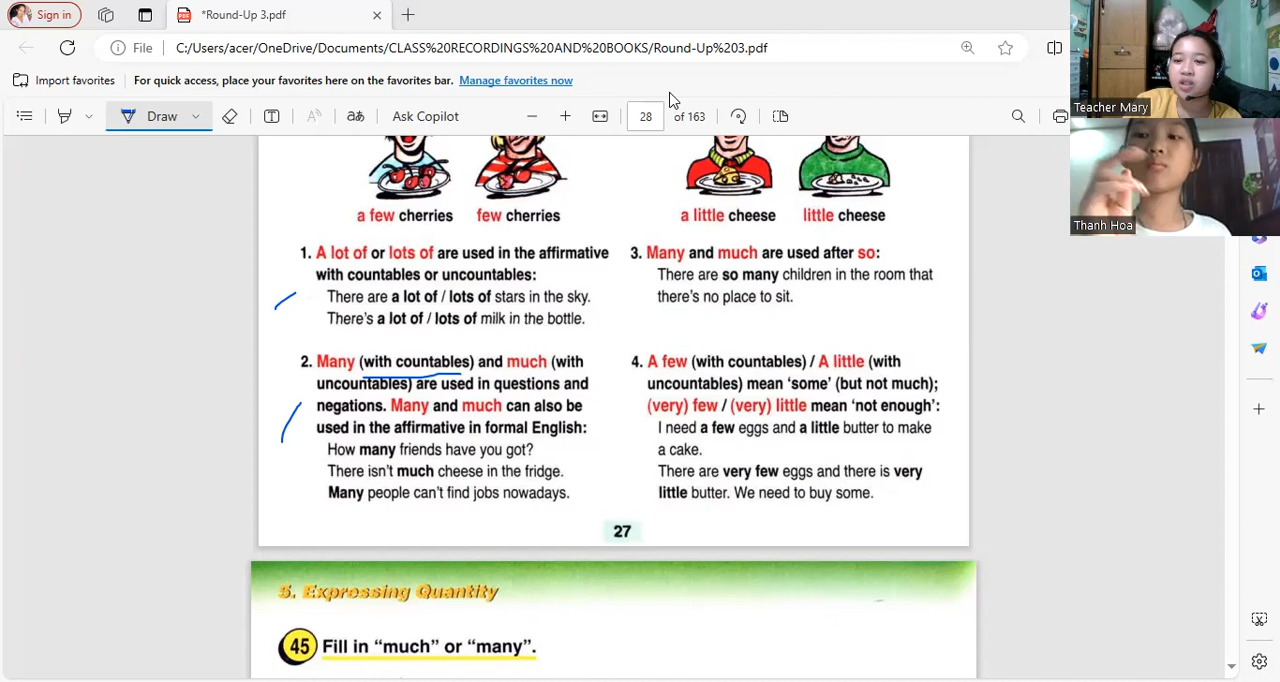 Sign in
*Round-Up 3.pdf
File
C:/Users/acer/OneDrive/Documents/CLASS%20RECORDINGS%20AND%20BOOKS/Round-Up%203.pdf
Import favorites
For quick access, place your favorites here on the favorites bar. Manage favorites now
Draw
aあ
Ask Copilot
28 of 163
Teacher Mary
Thanh Hoa
a few cherries few cherries a little cheese little cheese
1. A lot of or lots of are used in the affirmative
with countables or uncountables:
There are a lot of / lots of stars in the sky.
There's a lot of / lots of milk in the bottle.
2. Many (with countables) and much (with
uncountables) are used in questions and
negations. Many and much can also be
used in the affirmative in formal English:
How many friends have you got?
There isn't much cheese in the fridge.
Many people can't find jobs nowadays.
3. Many and much are used after so:
There are so many children in the room that
there's no place to sit.
4. A few (with countables) / A little (with
uncountables) mean 'some' (but not much);
(very) few / (very) little mean 'not enough':
I need a few eggs and a little butter to make
a cake.
There are very few eggs and there is very
little butter. We need to buy some.
27
5. Expressing Quantity
45 Fill in "much" or "many".